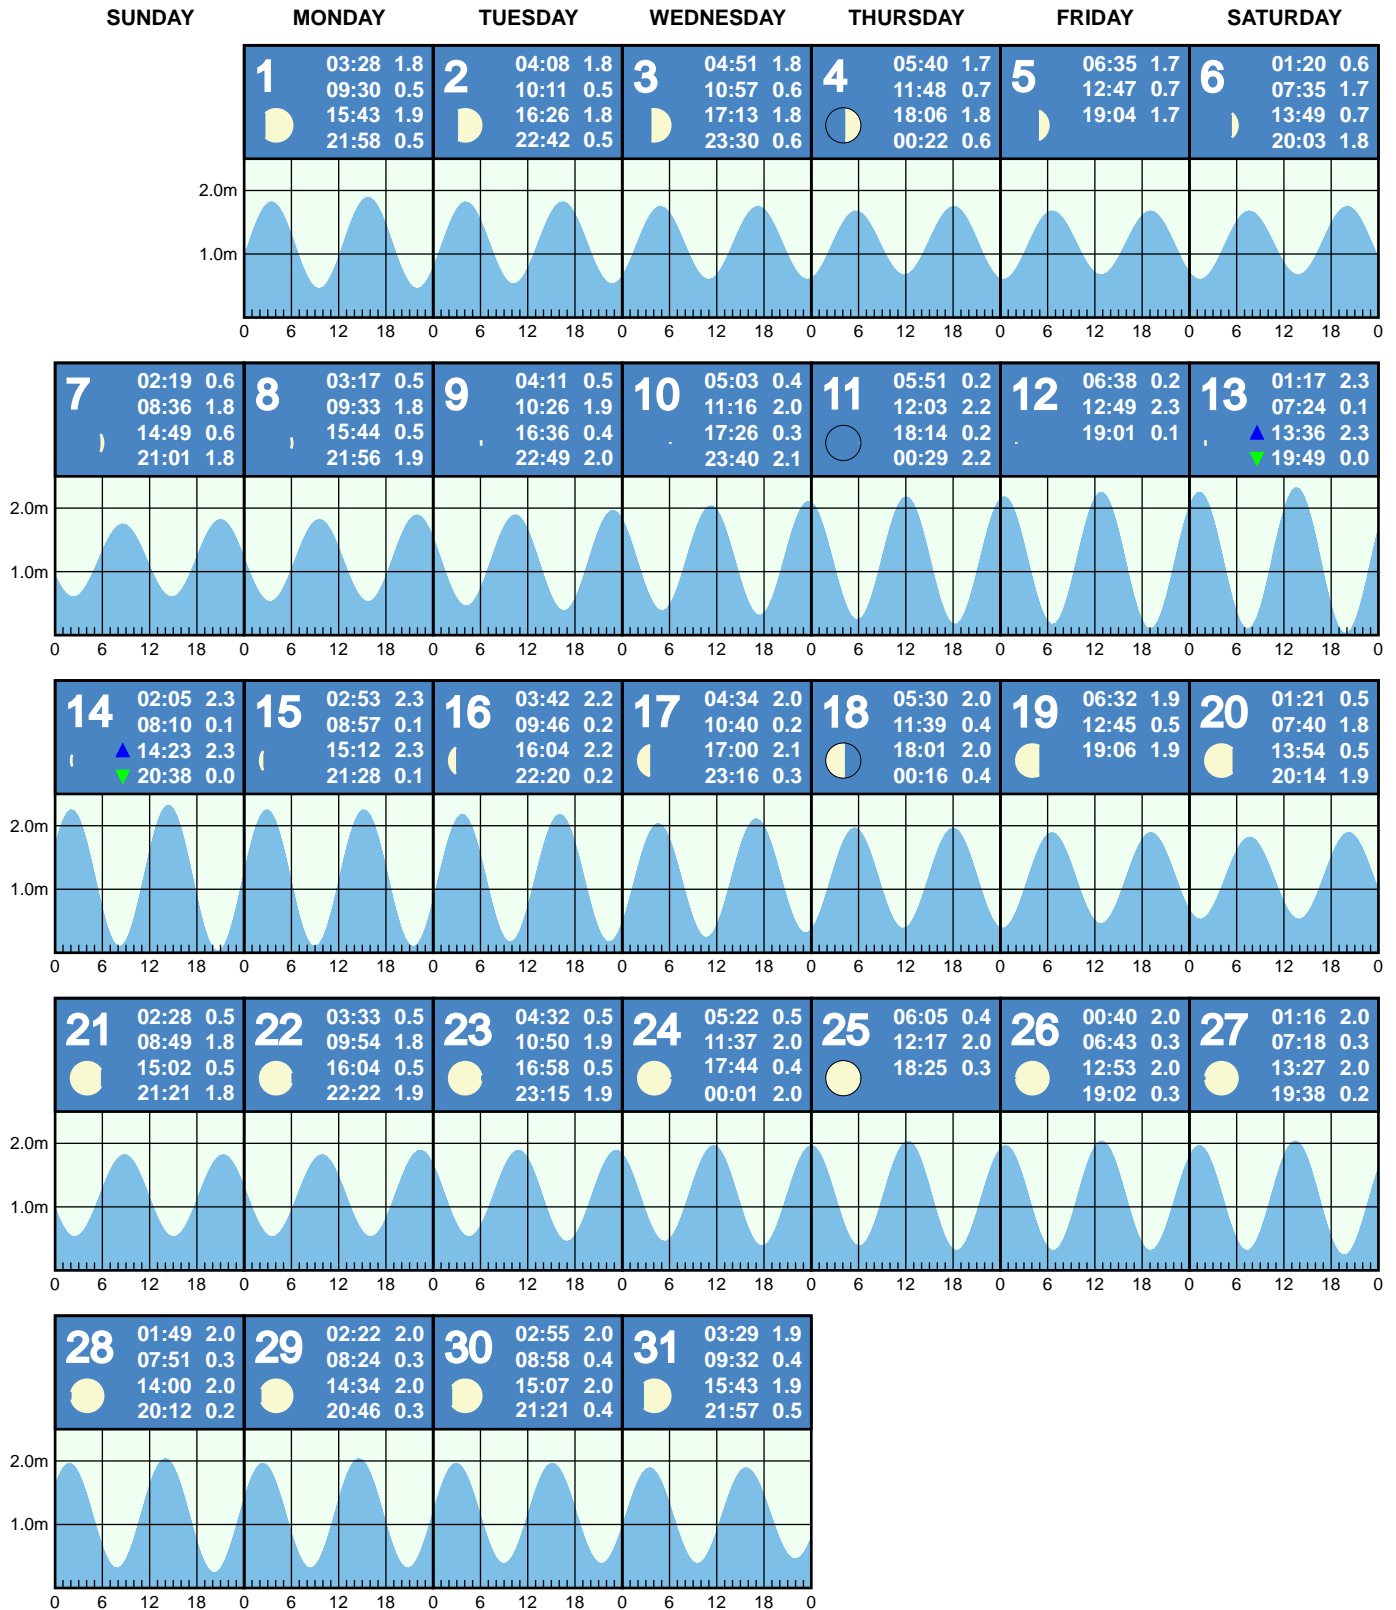 SUNDAY MONDAY TUESDAY WEDNESDAY THURSDAY FRIDAY SATURDAY
1 03:28 1.8
09:30 0.5
15:43 1.9
21:58 0.5
2 04:08 1.8
10:11 0.5
16:26 1.8
22:42 0.5
3 04:51 1.8
10:57 0.6
17:13 1.8
23:30 0.6
4 05:40 1.7
11:48 0.7
18:06 1.8
00:22 0.6
5 06:35 1.7
12:47 0.7
19:04 1.7
6 01:20 0.6
07:35 1.7
13:49 0.7
20:03 1.8
2.0m
1.0m
0 6 12 18 0 6 12 18 0 6 12 18 0 6 12 18 0 6 12 18 0 6 12 18 0
7 02:19 0.6
08:36 1.8
14:49 0.6
21:01 1.8
8 03:17 0.5
09:33 1.8
15:44 0.5
21:56 1.9
9 04:11 0.5
10:26 1.9
16:36 0.4
22:49 2.0
10 05:03 0.4
11:16 2.0
17:26 0.3
23:40 2.1
11 05:51 0.2
12:03 2.2
18:14 0.2
00:29 2.2
12 06:38 0.2
12:49 2.3
19:01 0.1
13 01:17 2.3
07:24 0.1
13:36 2.3
19:49 0.0
2.0m
1.0m
0 6 12 18 0 6 12 18 0 6 12 18 0 6 12 18 0 6 12 18 0 6 12 18 0 6 12 18 0
14 02:05 2.3
08:10 0.1
14:23 2.3
20:38 0.0
15 02:53 2.3
08:57 0.1
15:12 2.3
21:28 0.1
16 03:42 2.2
09:46 0.2
16:04 2.2
22:20 0.2
17 04:34 2.0
10:40 0.2
17:00 2.1
23:16 0.3
18 05:30 2.0
11:39 0.4
18:01 2.0
00:16 0.4
19 06:32 1.9
12:45 0.5
19:06 1.9
20 01:21 0.5
07:40 1.8
13:54 0.5
20:14 1.9
2.0m
1.0m
0 6 12 18 0 6 12 18 0 6 12 18 0 6 12 18 0 6 12 18 0 6 12 18 0 6 12 18 0
21 02:28 0.5
08:49 1.8
15:02 0.5
21:21 1.8
22 03:33 0.5
09:54 1.8
16:04 0.5
22:22 1.9
23 04:32 0.5
10:50 1.9
16:58 0.5
23:15 1.9
24 05:22 0.5
11:37 2.0
17:44 0.4
00:01 2.0
25 06:05 0.4
12:17 2.0
18:25 0.3
26 00:40 2.0
06:43 0.3
12:53 2.0
19:02 0.3
27 01:16 2.0
07:18 0.3
13:27 2.0
19:38 0.2
2.0m
1.0m
0 6 12 18 0 6 12 18 0 6 12 18 0 6 12 18 0 6 12 18 0 6 12 18 0 6 12 18 0
28 01:49 2.0
07:51 0.3
14:00 2.0
20:12 0.2
29 02:22 2.0
08:24 0.3
14:34 2.0
20:46 0.3
30 02:55 2.0
08:58 0.4
15:07 2.0
21:21 0.4
31 03:29 1.9
09:32 0.4
15:43 1.9
21:57 0.5
2.0m
1.0m
0 6 12 18 0 6 12 18 0 6 12 18 0 6 12 18 0